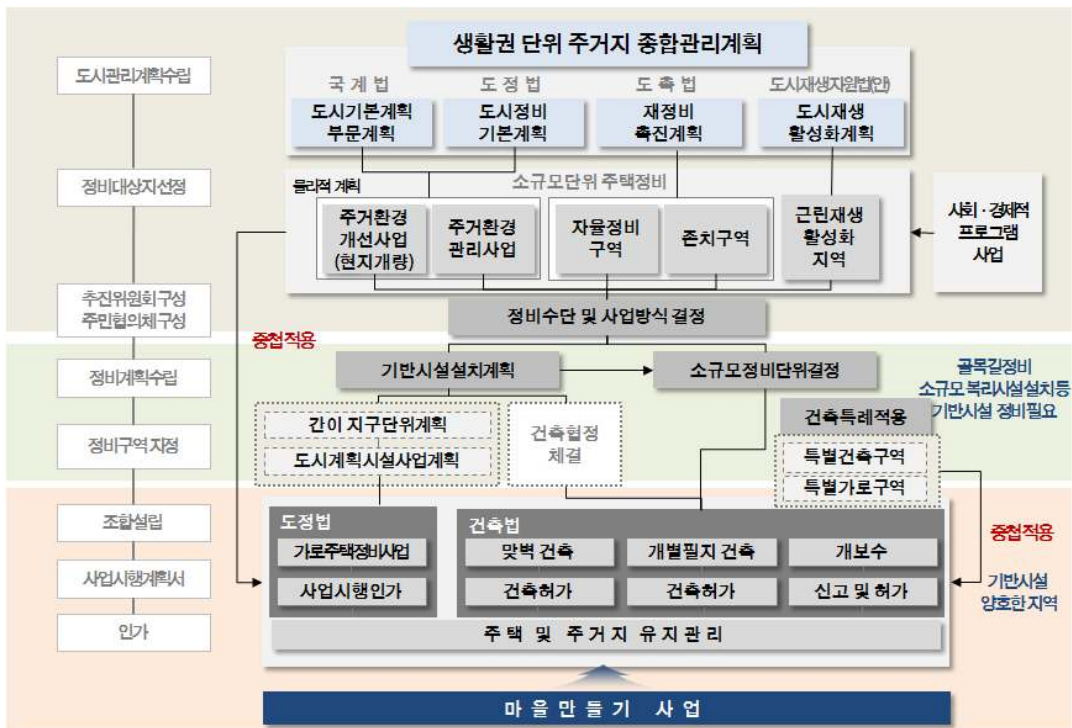 생활권 단위 주거지 종합관리계획
도시관리계획수립
국계법
도정법
도촉법
도시재생지원법(안)
도시기본계획
부문계획
도시정비
기본계획
재정비
촉진계획
도시재생
활성화계획
정비대상지선정
물리적 계획
소규모단위 주택정비
주거환경
개선사업
(현지개량)
주거환경
관리사업
자율정비
구역
존치구역
근린재생
활성화
지역
사회·경제적
프로그램
사업
추진위원회구성
주민협의체구성
정비수단 및 사업방식 결정
중첩적용
정비계획수립
기반시설설치계획
소규모정비단위결정
골목길정비
소규모 복리시설설치등
기반시설 정비필요
정비구역 지정
간이 지구단위계획
도시계획시설사업계획
건축협정
체결
건축특례적용
특별건축구역
특별가로구역
조합설립
도정법
건축법
가로주택정비사업
맞벽 건축
개별필지 건축
개보수
중첩적용
사업시행계획서
사업시행인가
건축허가
건축허가
신고 및 허가
기반시설
양호한 지역
인가
주택 및 주거지 유지관리
마을만들기 사업